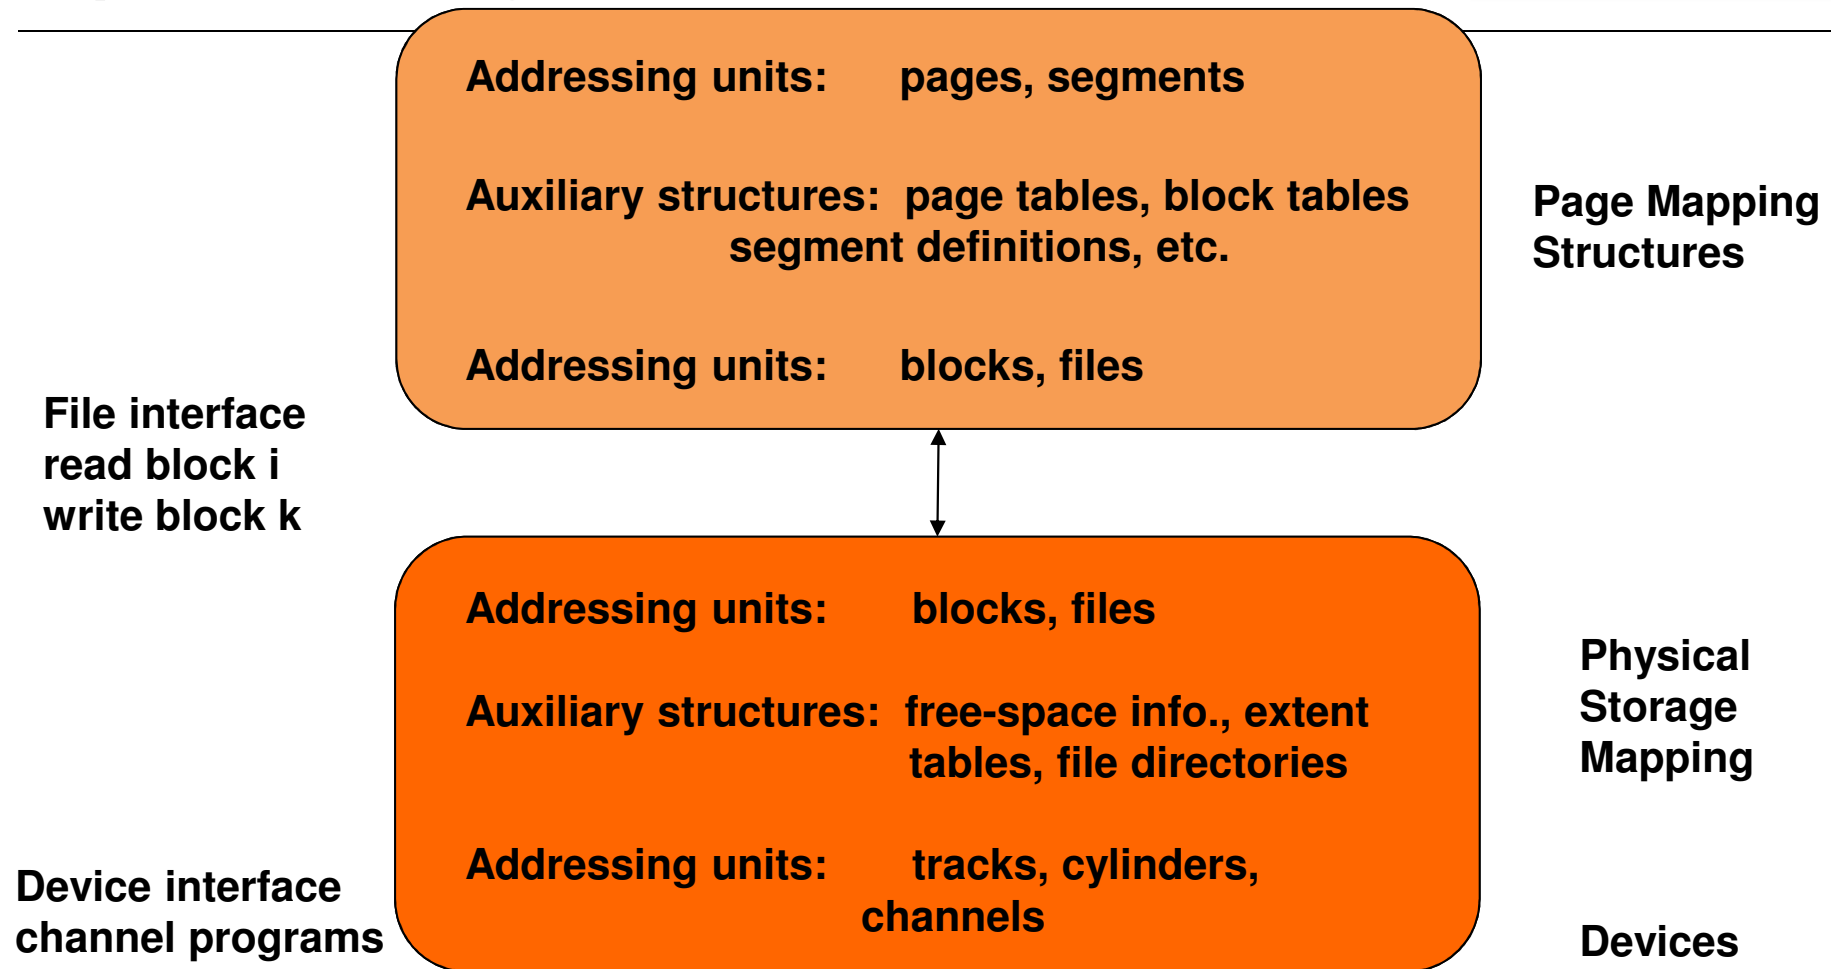 Addressing units: pages, segments
Auxiliary structures: page tables, block tables
segment definitions, etc.
Page Mapping
Structures
Addressing units: blocks, files
File interface
read block i
write block k
Addressing units: blocks, files
Auxiliary structures: free-space info., extent
tables, file directories
Physical
Storage
Mapping
Addressing units: tracks, cylinders,
channels
Device interface
channel programs
Devices